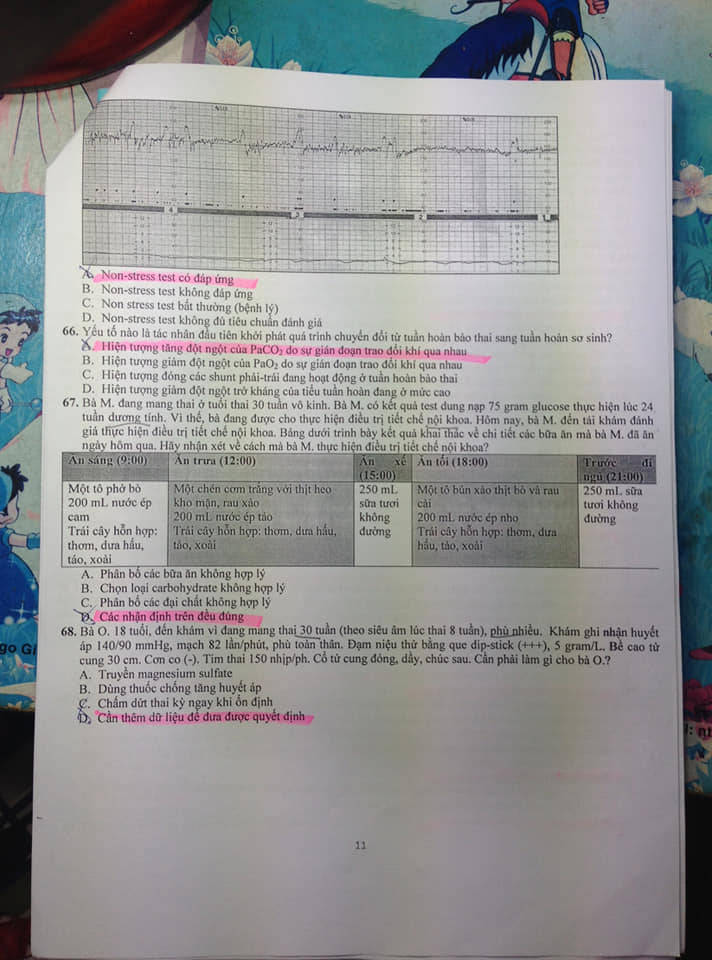 A. Non-stress test có đáp ứng
B. Non-stress test không đáp ứng
C. Non stress test bất thường (bệnh lý)
D. Non-stress test không đủ tiêu chuẩn đánh giá
66. Yếu tố nào là tác nhân đầu tiên khởi phát quá trình chuyển đổi từ tuần hoàn bào thai sang tuần hoàn sơ sinh?
A. Hiện tượng tăng đột ngột của PaCO2 do sự gián đoạn trao đổi khí qua nhau
B. Hiện tượng giảm đột ngột của PaO2 do sự gián đoạn trao đổi khí qua nhau
C. Hiện tượng đóng các shunt phải-trái đang hoạt động ở tuần hoàn bào thai
D. Hiện tượng giảm đột ngột trở kháng của tiểu tuần hoàn đang ở mức cao
67. Bà M. đang mang thai ở tuổi thai 30 tuần vô kinh. Bà M. có kết quả test dung nạp 75 gram glucose thực hiện lúc 24
tuần dương tính. Vì thế, bà đang được cho thực hiện điều trị tiết chế nội khoa. Hôm nay, bà M. đến tái khám đánh
giá thực hiện điều trị tiết chế nội khoa. Bảng dưới trình bày kết quả khai thác về chi tiết các bữa ăn mà bà M. đã ăn
ngày hôm qua. Hãy nhận xét về cách mà bà M. thực hiện điều trị tiết chế nội khoa?
Ăn sáng (9:00) Ăn trưa (12:00) Ăn xế (15:00) Ăn tối (18:00) Trước đi ngủ (21:00)
Một tô phở bò Một chén cơm trắng với thịt heo 250 mL Một tô bún xào thịt bò và rau 250 mL sữa
200 mL nước ép kho mặn, rau xào sữa tươi cải tươi không
cam 200 mL nước ép táo không 200 mL nước ép nho đường
Trái cây hỗn hợp: Trái cây hỗn hợp: thơm, dưa hấu, đường Trái cây hỗn hợp: thơm, dưa
thơm, dưa hấu, táo, xoài hấu, táo, xoài
táo, xoài
A. Phân bố các bữa ăn không hợp lý
B. Chọn loại carbohydrate không hợp lý
C. Phân bố các đại chất không hợp lý
D. Các nhận định trên đều đúng
68. Bà O. 18 tuổi, đến khám vì đang mang thai 30 tuần (theo siêu âm lúc thai 8 tuần), phù nhiều. Khám ghi nhận huyết
áp 140/90 mmHg, mạch 82 lần/phút, phù toàn thân. Đạm niệu thử bằng que dip-stick (+++), 5 gram/L. Bề cao tử
cung 30 cm. Cơn co (-). Tim thai 150 nhịp/ph. Cổ tử cung đóng, dầy, chúc sau. Cần phải làm gì cho bà O.?
A. Truyền magnesium sulfate
B. Dùng thuốc chống tăng huyết áp
C. Chấm dứt thai kỳ ngay khi ổn định
D. Cần thêm dữ liệu để đưa được quyết định
11